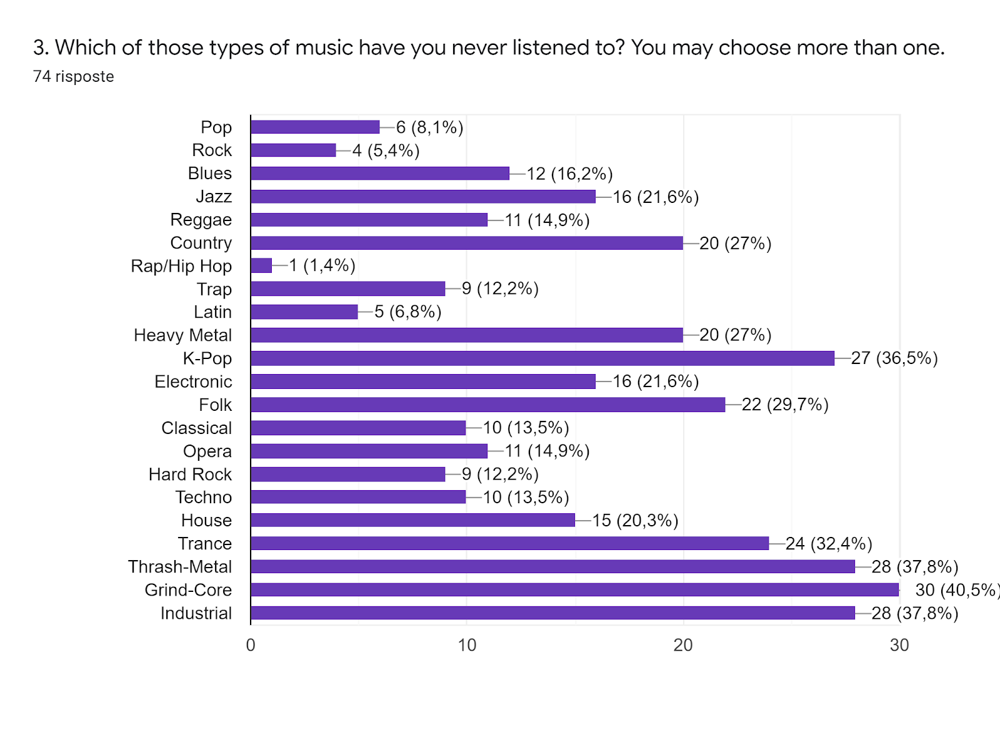 3. Which of those types of music have you never listened to? You may choose more than one.
74 risposte
Pop 6 (8,1%)
Rock 4 (5,4%)
Blues 12 (16,2%)
Jazz 16 (21,6%)
Reggae 11 (14,9%)
Country 20 (27%)
Rap/Hip Hop 1 (1,4%)
Trap 9 (12,2%)
Latin 5 (6,8%)
Heavy Metal 20 (27%)
K-Pop 27 (36,5%)
Electronic 16 (21,6%)
Folk 22 (29,7%)
Classical 10 (13,5%)
Opera 11 (14,9%)
Hard Rock 9 (12,2%)
Techno 10 (13,5%)
House 15 (20,3%)
Trance 24 (32,4%)
Thrash-Metal 28 (37,8%)
Grind-Core 30 (40,5%)
Industrial 28 (37,8%)
0 10 20 30